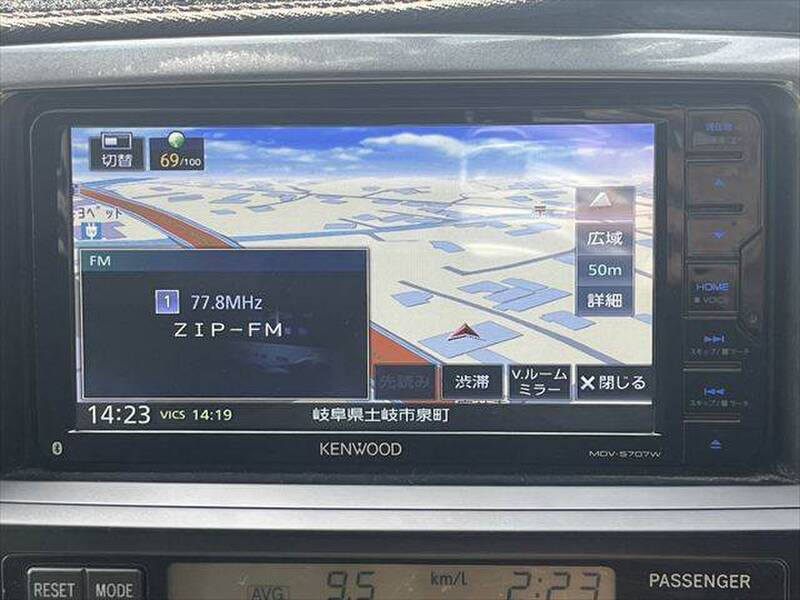 切替
69/100
ヨペット
広域
50m
詳細
FM
1 77.8MHz
ZIP-FM
先読み
渋滞
V.ルームミラー
×閉じる
14:23 VICS 14:19 岐阜県土岐市泉町
KENWOOD
MDV-S707W
現在地
HOME
VOICE
RESET
MODE
AVG 9.5 km/L 2:23
PASSENGER